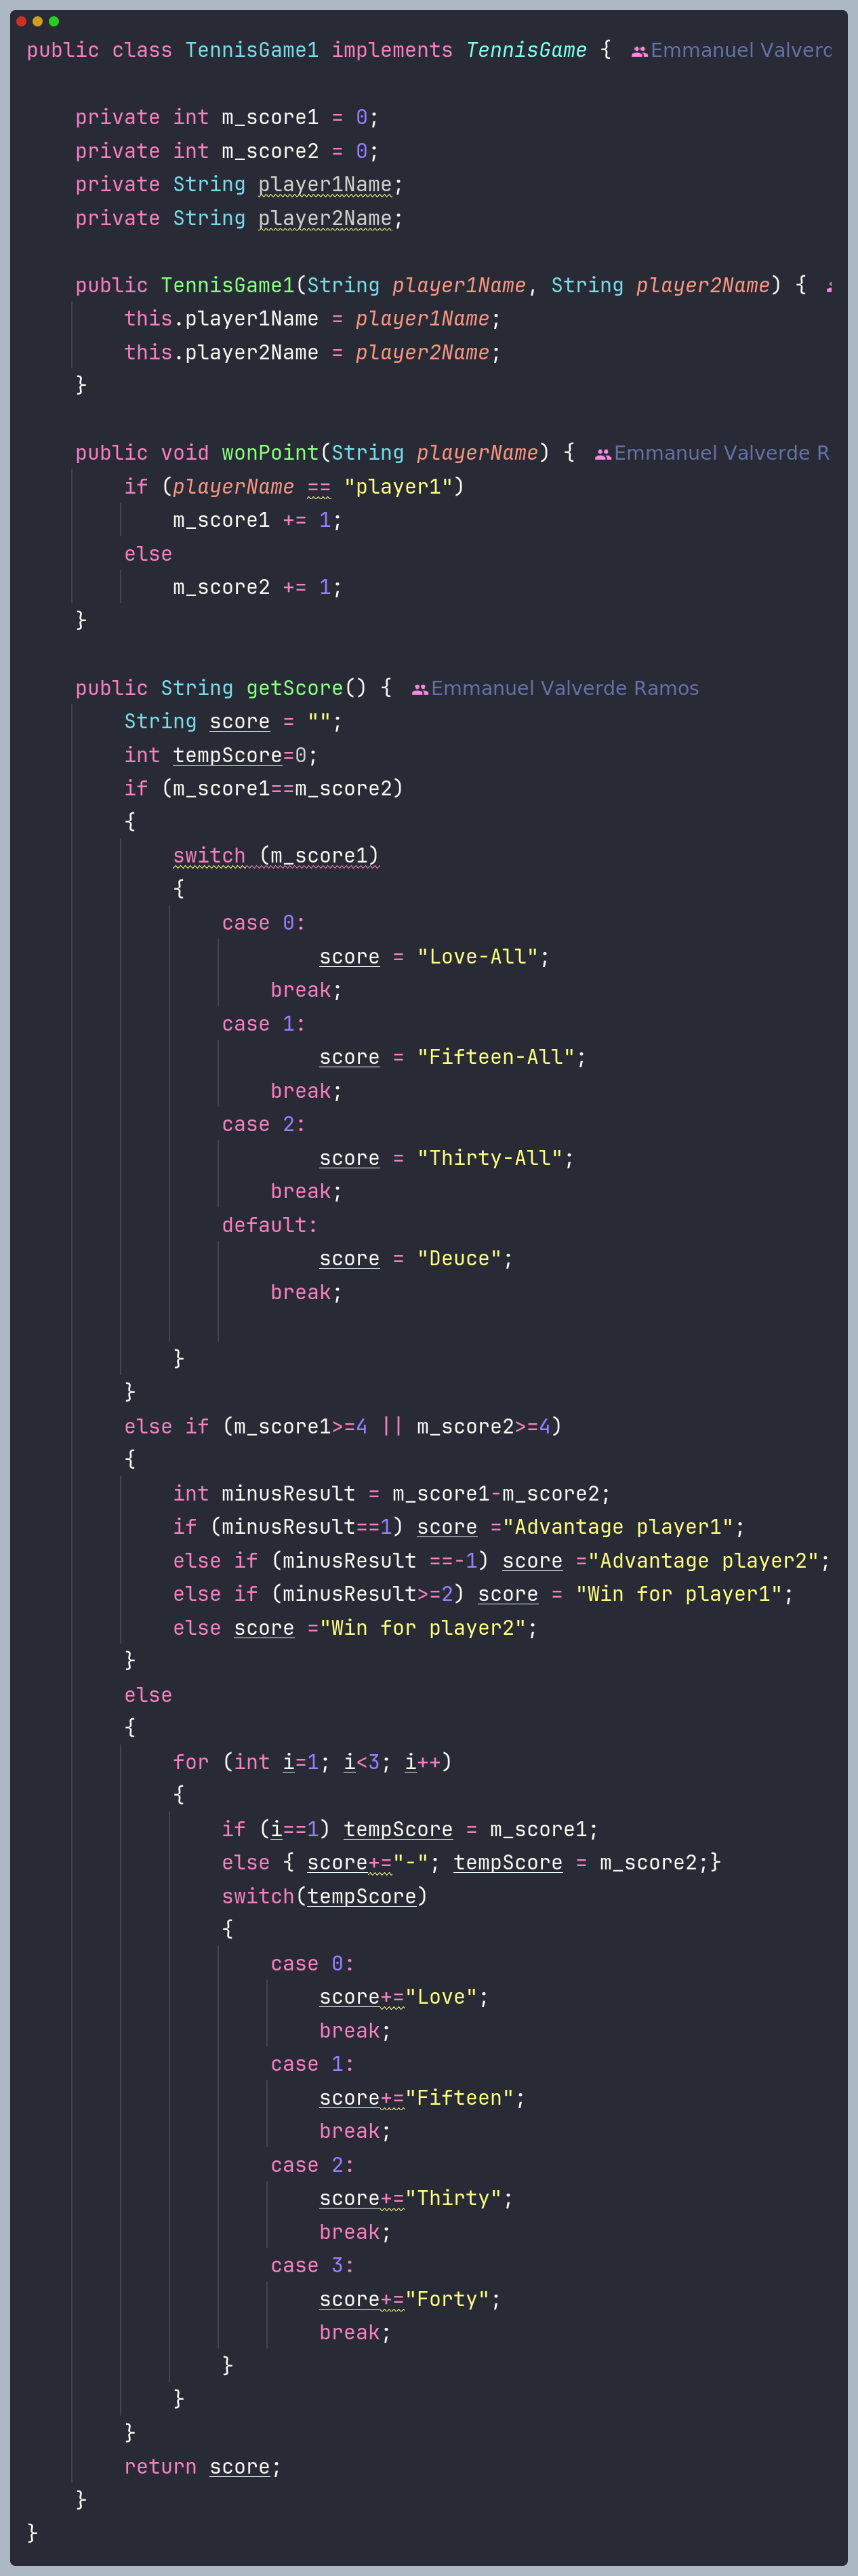 public class TennisGame1 implements TennisGame { Emmanuel Valverd

    private int m_score1 = 0;
    private int m_score2 = 0;
    private String player1Name;
    private String player2Name;

    public TennisGame1(String player1Name, String player2Name) {
        this.player1Name = player1Name;
        this.player2Name = player2Name;
    }

    public void wonPoint(String playerName) { Emmanuel Valverde R
        if (playerName == "player1")
            m_score1 += 1;
        else
            m_score2 += 1;
    }

    public String getScore() { Emmanuel Valverde Ramos
        String score = "";
        int tempScore=0;
        if (m_score1==m_score2)
        {
            switch (m_score1)
            {
                case 0:
                        score = "Love-All";
                    break;
                case 1:
                        score = "Fifteen-All";
                    break;
                case 2:
                        score = "Thirty-All";
                    break;
                default:
                        score = "Deuce";
                    break;

            }
        }
        else if (m_score1>=4 || m_score2>=4)
        {
            int minusResult = m_score1-m_score2;
            if (minusResult==1) score ="Advantage player1";
            else if (minusResult ==-1) score ="Advantage player2";
            else if (minusResult>=2) score = "Win for player1";
            else score ="Win for player2";
        }
        else
        {
            for (int i=1; i<3; i++)
            {
                if (i==1) tempScore = m_score1;
                else { score+="-"; tempScore = m_score2;}
                switch(tempScore)
                {
                    case 0:
                        score+="Love";
                        break;
                    case 1:
                        score+="Fifteen";
                        break;
                    case 2:
                        score+="Thirty";
                        break;
                    case 3:
                        score+="Forty";
                        break;
                }
            }
        }
        return score;
    }
}